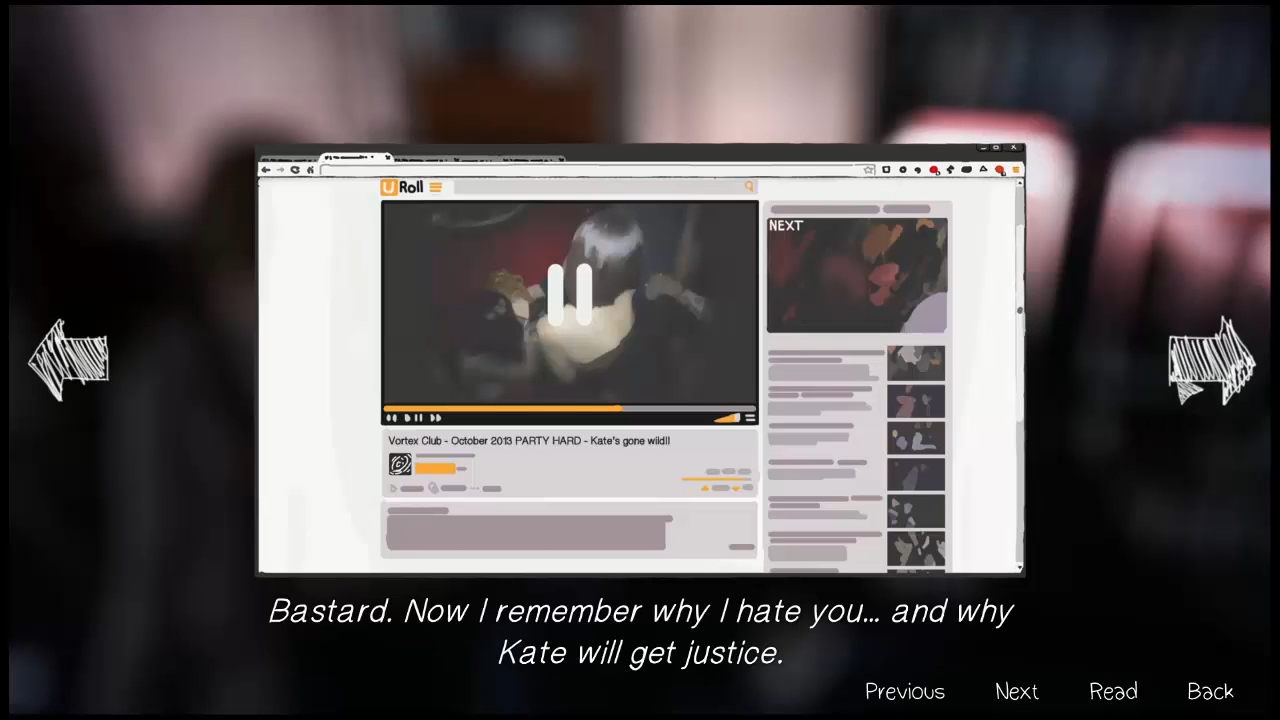 U Roll
NEXT
Vortex Club - October 2013 PARTY HARD - Kate's gone wild!!
Bastard. Now I remember why I hate you... and why
Kate will get justice.
Previous Next Read Back